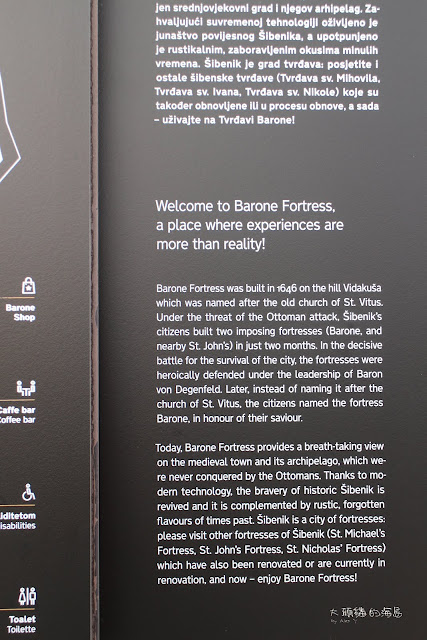 jen srednjovjekovni grad i njegov arhipelag. Za-
hvaljujući suvremenoj tehnologiji oživljeno je
junaštvo povijesnog Šibenika, a upotpunjeno
je rustikalnim, zaboravljenim okusima minulih
vremena. Šibenik je grad tvrđava: posjetite i
ostale šibenske tvrđave (Tvrđava sv. Mihovila,
Tvrđava sv. Ivana, Tvrđava sv. Nikole) koje su
također obnovljene ili u procesu obnove, a sada
– uživajte na Tvrđavi Barone!
Welcome to Barone Fortress,
a place where experiences are
more than reality!
Barone Fortress was built in 1646 on the hill Vidakuša
which was named after the old church of St. Vitus.
Under the threat of the Ottoman attack, Šibenik's
citizens built two imposing fortresses (Barone, and
nearby St. John's) in just two months. In the decisive
battle for the survival of the city, the fortresses were
heroically defended under the leadership of Baron
von Degenfeld. Later, instead of naming it after the
church of St. Vitus, the citizens named the fortress
Barone, in honour of their saviour.
Today, Barone Fortress provides a breath-taking view
on the medieval town and its archipelago, which we-
re never conquered by the Ottomans. Thanks to mo-
dern technology, the bravery of historic Šibenik is
revived and it is complemented by rustic, forgotten
flavours of times past. Šibenik is a city of fortresses:
please visit other fortresses of Šibenik (St. Michael's
Fortress, St. John's Fortress, St. Nicholas' Fortress)
which have also been renovated or are currently in
renovation, and now – enjoy Barone Fortress!
Barone
Shop
Caffe bar
Coffee bar
liditetom
isabilities
Toalet
Toilette
大頭貓的海島